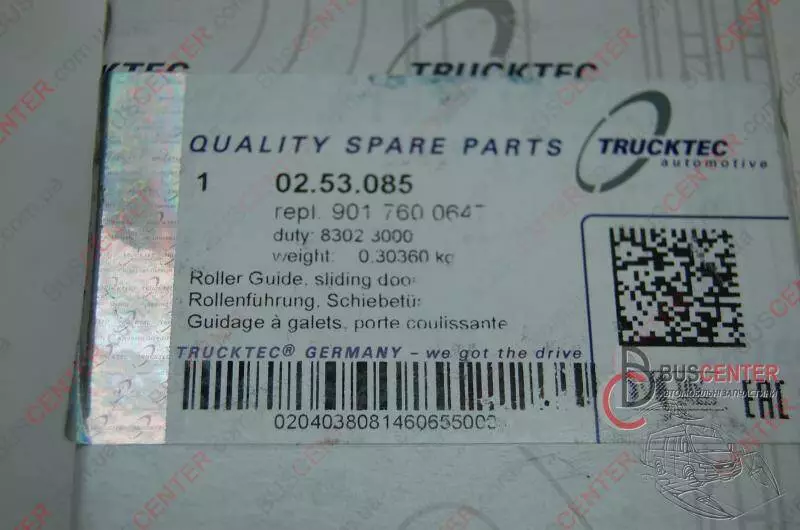 TRUCKTEC
QUALITY SPARE PARTS
TRUCKTEC
automotive
1 02.53.085
repl. 901 760 0647
duty: 8302 3000
weight: 0.30360 kg
Roller Guide, sliding door
Rollenführung, Schiebetür
Guidage à galets, porte coulissante
TRUCKTEC® GERMANY – we got the drive
BUSCENTER
АВТОМОБІЛЬНІ ЗАПЧАСТИНИ
EAC